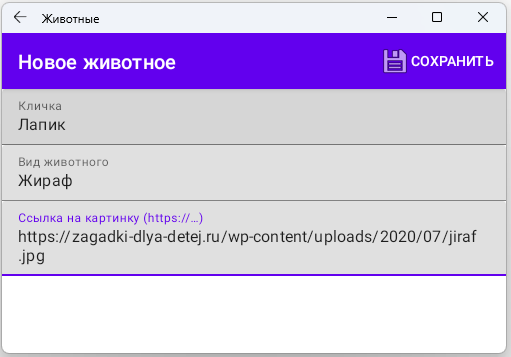 Животные
Новое животное
СОХРАНИТЬ
Кличка
Лапик
Вид животного
Жираф
Ссылка на картинку (https://…)
https://zagadki-dlya-detej.ru/wp-content/uploads/2020/07/jiraf
.jpg